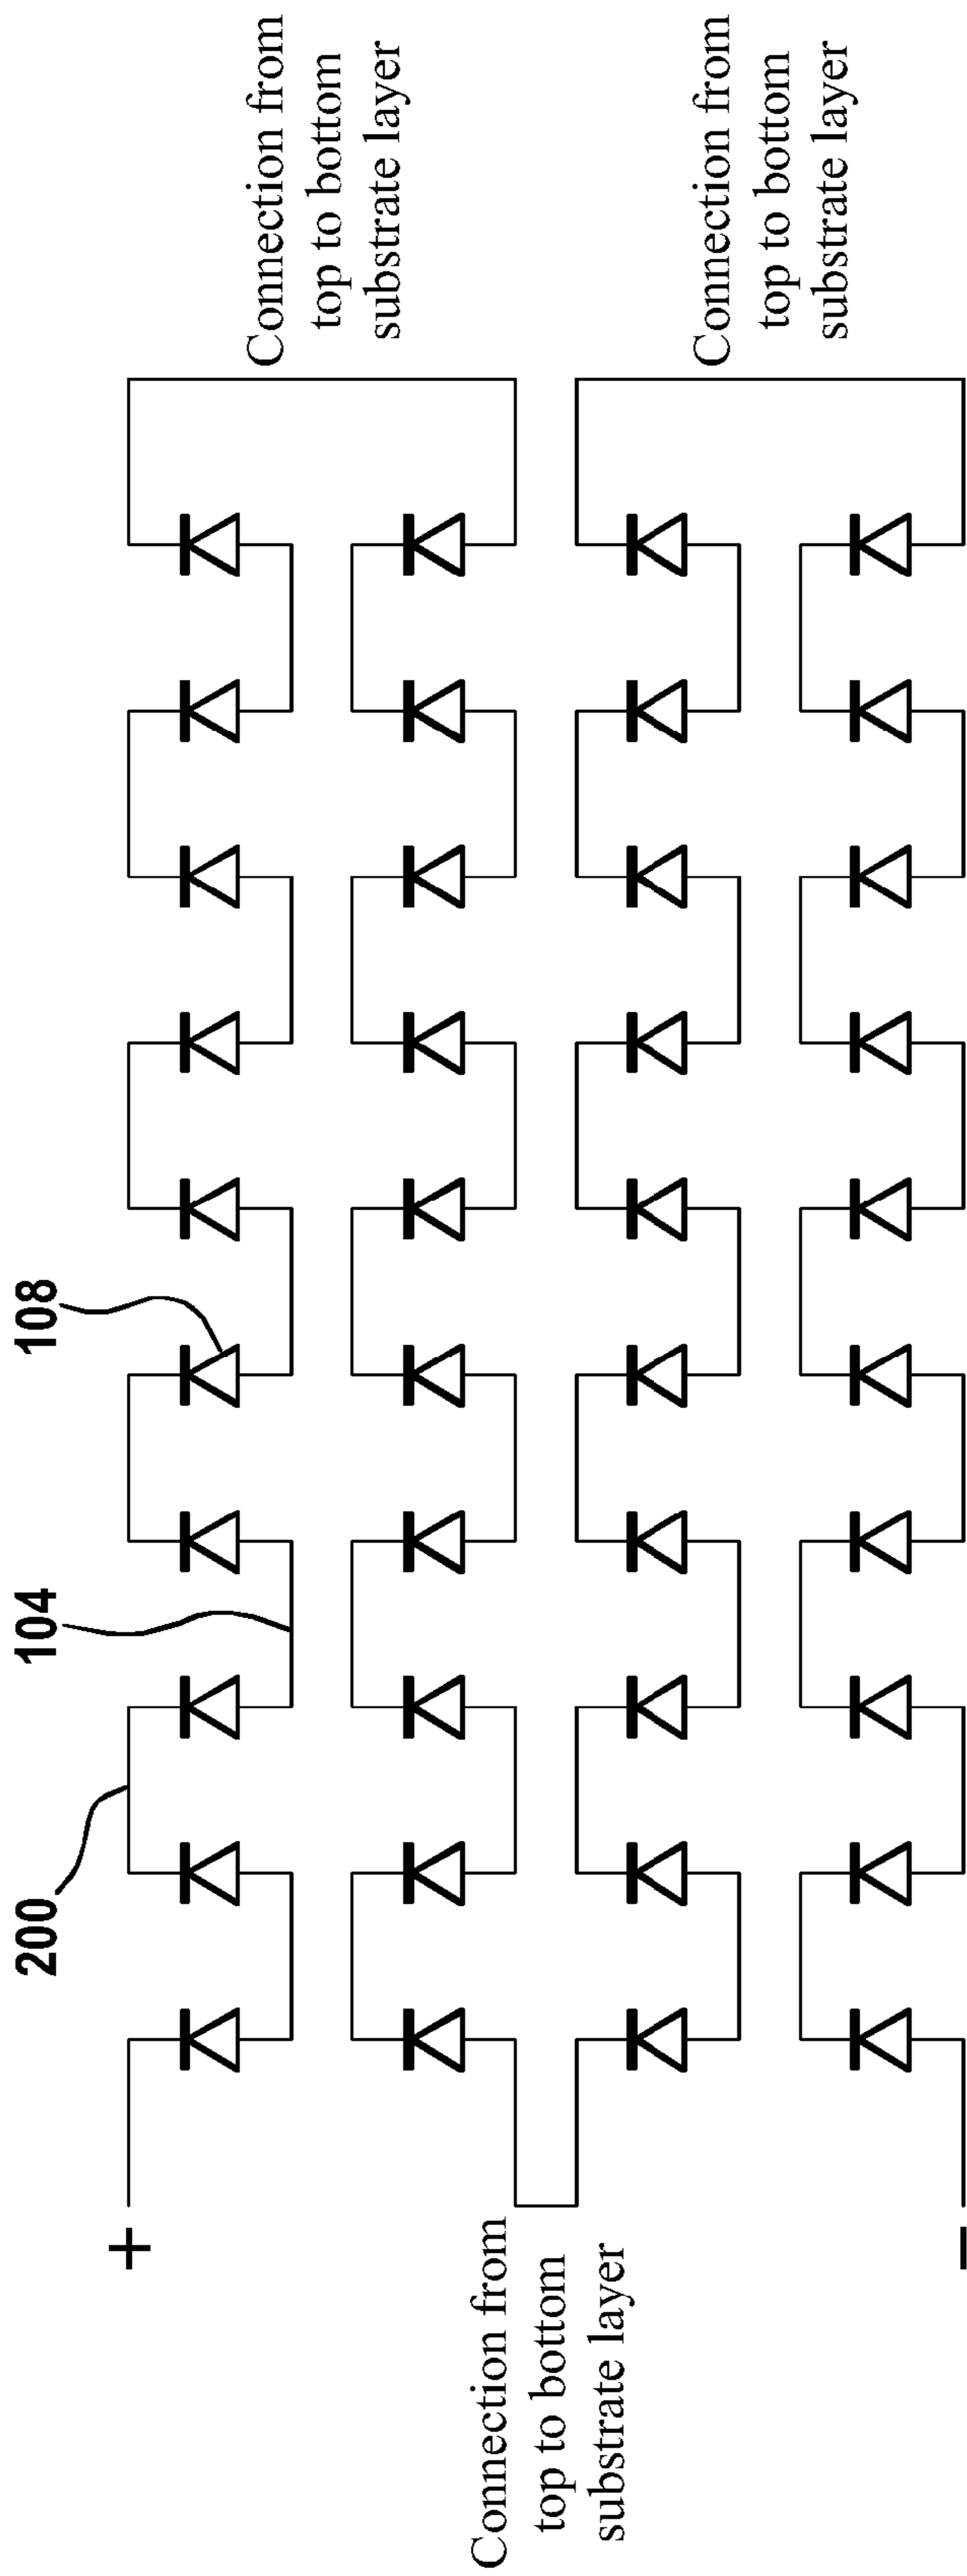 200
104
108
+
−
Connection from
top to bottom
substrate layer
Connection from
top to bottom
substrate layer
Connection from
top to bottom
substrate layer